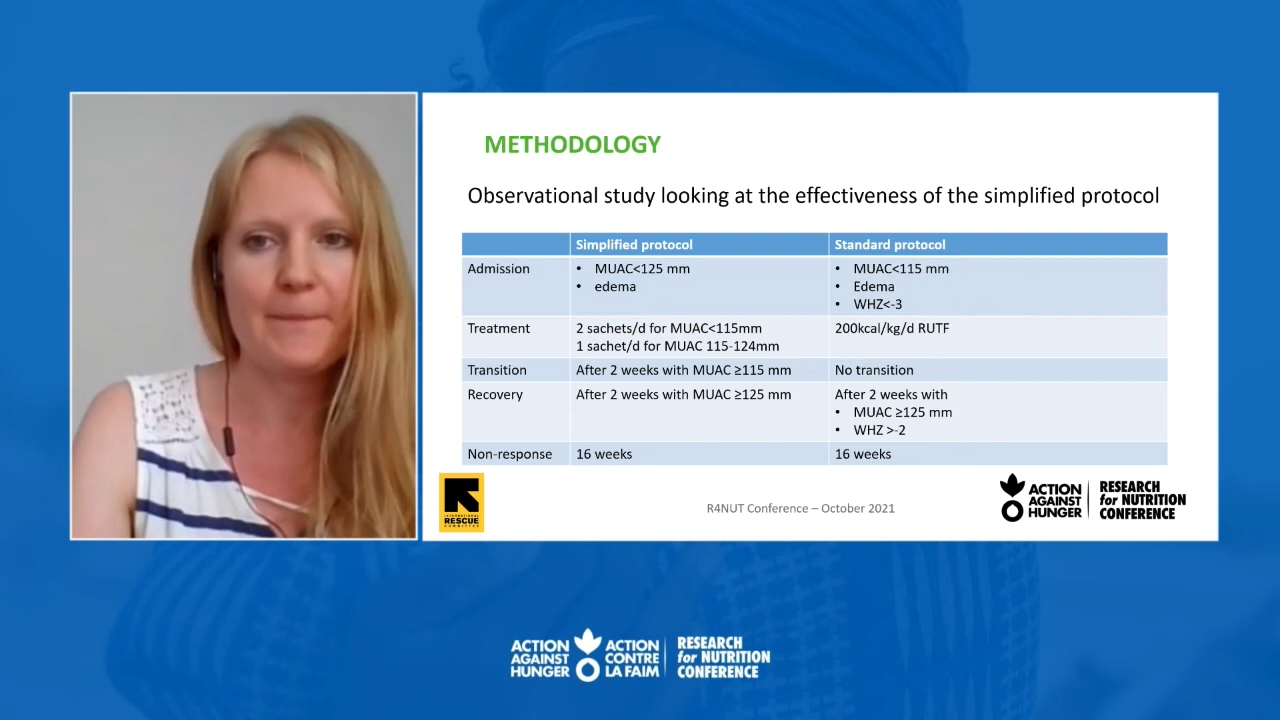 METHODOLOGY
Observational study looking at the effectiveness of the simplified protocol
Simplified protocol
Standard protocol
Admission
• MUAC<125 mm
• edema
• MUAC<115 mm
• Edema
• WHZ<-3
Treatment
2 sachets/d for MUAC<115mm
1 sachet/d for MUAC 115-124mm
200kcal/kg/d RUTF
Transition
After 2 weeks with MUAC ≥115 mm
No transition
Recovery
After 2 weeks with MUAC ≥125 mm
After 2 weeks with
• MUAC ≥125 mm
• WHZ >-2
Non-response
16 weeks
16 weeks
INTERNATIONAL
RESCUE
COMMITTEE
R4NUT Conference – October 2021
ACTION
AGAINST
HUNGER
RESEARCH
for NUTRITION
CONFERENCE
ACTION
AGAINST
HUNGER
ACTION
CONTRE
LA FAIM
RESEARCH
for NUTRITION
CONFERENCE